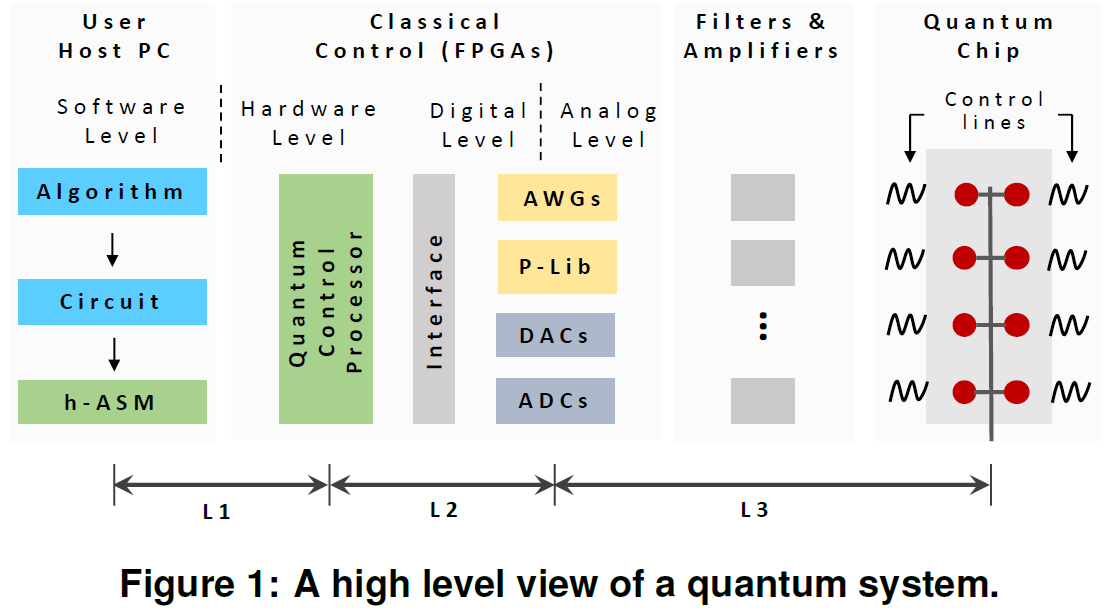 User
Host PC
Classical
Control (FPGAs)
Filters &
Amplifiers
Quantum
Chip
Software
Level
Hardware
Level
Digital
Level
Analog
Level
Control
lines
Algorithm
Circuit
h-ASM
Quantum
Control
Processor
Interface
AWGs
P-Lib
DACs
ADCs
L1
L2
L3
Figure 1: A high level view of a quantum system.